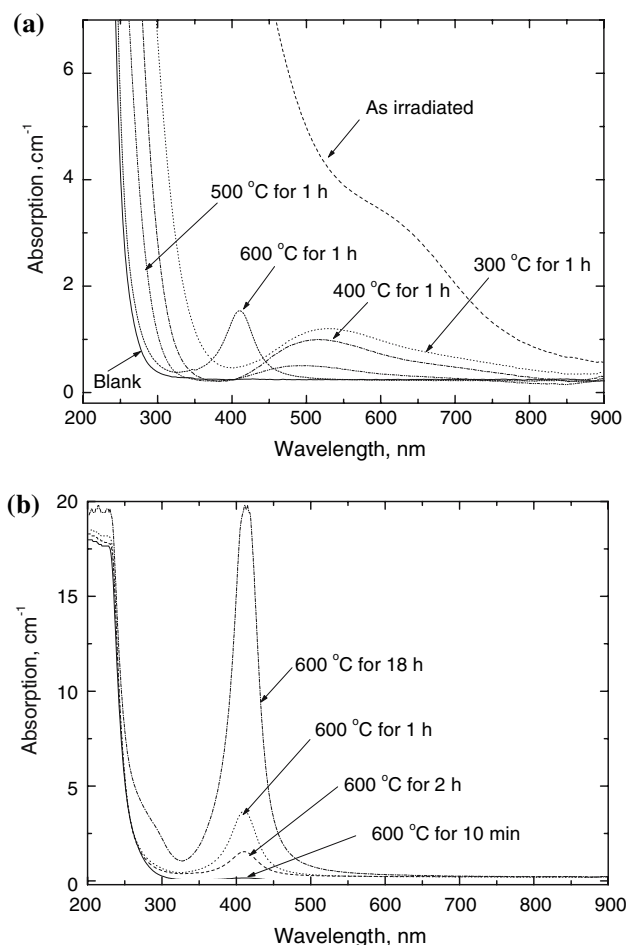 (a)
6
4
2
0
Absorption, cm-1
As irradiated
500 °C for 1 h
600 °C for 1 h
300 °C for 1 h
400 °C for 1 h
Blank
200 300 400 500 600 700 800 900
Wavelength, nm
(b)
20
15
10
5
0
Absorption, cm-1
600 °C for 18 h
600 °C for 1 h
600 °C for 2 h
600 °C for 10 min
200 300 400 500 600 700 800 900
Wavelength, nm